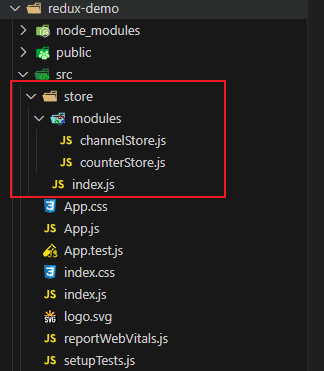 redux-demo
node_modules
public
src
store
modules
JS channelStore.js
JS counterStore.js
JS index.js
App.css
JS App.js
App.test.js
index.css
JS index.js
SVG logo.svg
JS reportWebVitals.js
JS setupTests.js